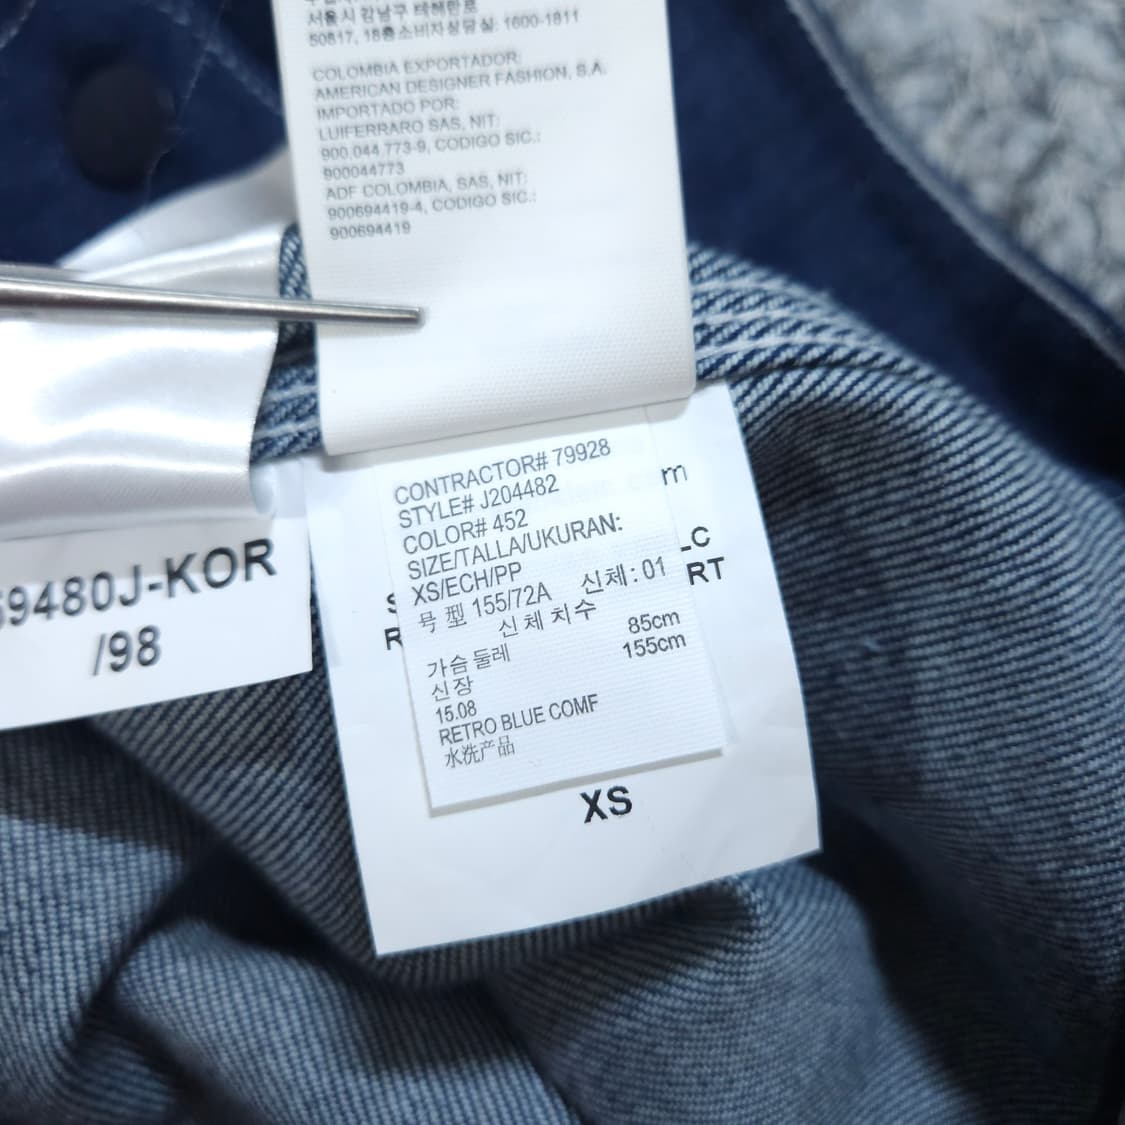 서울시 강남구 테헤란로
50817, 18층소비자상담실: 1600-1811
COLOMBIA EXPORTADOR:
AMERICAN DESIGNER FASHION, S.A.
IMPORTADO POR:
LUIFERRARO SAS, NIT:
900.044.773-9, CODIGO SIC.:
900044773
ADF COLOMBIA, SAS, NIT:
900694419-4, CODIGO SIC.:
900694419
CONTRACTOR# 79928
STYLE# J204482
COLOR# 452
SIZE/TALLA/UKURAN:
XS/ECH/PP
号型 155/72A 신체: 01
신체 치수
가슴둘레 85cm
신장 155cm
15.08
RETRO BLUE COMF
水洗产品
XS
9480J-KOR
/98